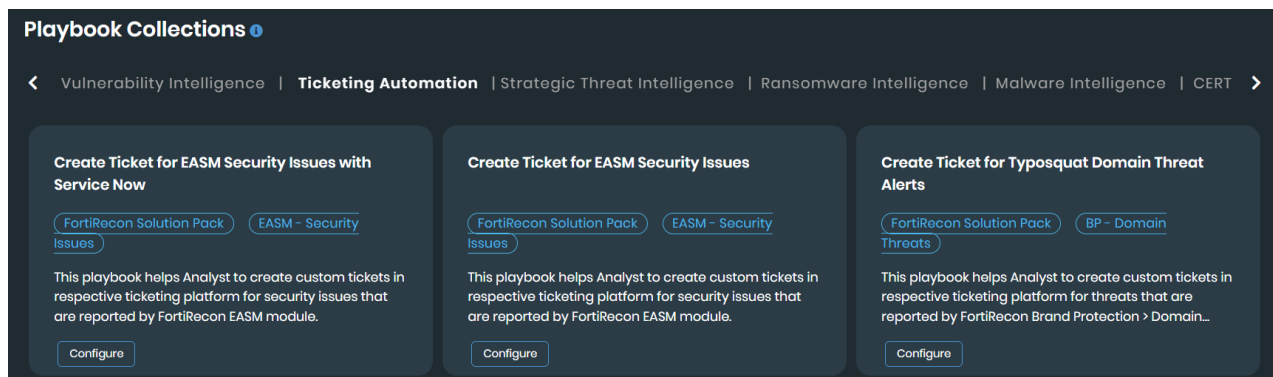 Playbook Collections
Vulnerability Intelligence | Ticketing Automation | Strategic Threat Intelligence | Ransomware Intelligence | Malware Intelligence | CERT
Create Ticket for EASM Security Issues with
Service Now
FortiRecon Solution Pack EASM - Security
Issues
This playbook helps Analyst to create custom tickets in
respective ticketing platform for security issues that
are reported by FortiRecon EASM module.
Configure
Create Ticket for EASM Security Issues
FortiRecon Solution Pack EASM - Security
Issues
This playbook helps Analyst to create custom tickets in
respective ticketing platform for security issues that
are reported by FortiRecon EASM module.
Configure
Create Ticket for Typosquat Domain Threat
Alerts
FortiRecon Solution Pack BP - Domain
Threats
This playbook helps Analyst to create custom tickets in
respective ticketing platform for threats that are
reported by FortiRecon Brand Protection > Domain...
Configure